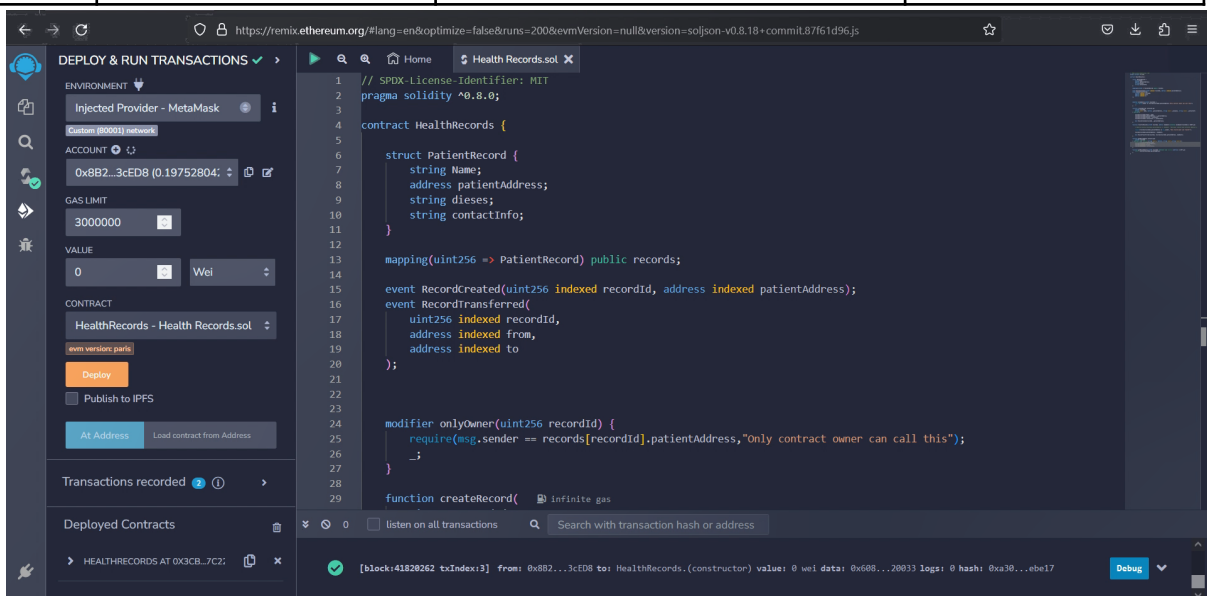 https://remix.ethereum.org/#lang=en&optimize=false&runs=200&evmVersion=null&version=soljson-v0.8.18+commit.87f61d96.js
DEPLOY & RUN TRANSACTIONS
ENVIRONMENT
Injected Provider - MetaMask
Custom (80001) network
ACCOUNT
0x8B2...3cED8 (0.19752804
GAS LIMIT
3000000
VALUE
0 Wei
CONTRACT
HealthRecords - Health Records.sol
evm version: paris
Deploy
Publish to IPFS
At Address Load contract from Address
Transactions recorded 2
Deployed Contracts
HEALTHRECORDS AT 0X3CB...7C2
Home Health Records.sol
1 // SPDX-License-Identifier: MIT
2 pragma solidity ^0.8.0;
3
4 contract HealthRecords {
5
6 struct PatientRecord {
7 string Name;
8 address patientAddress;
9 string dieses;
10 string contactInfo;
11 }
12
13 mapping(uint256 => PatientRecord) public records;
14
15 event RecordCreated(uint256 indexed recordId, address indexed patientAddress);
16 event RecordTransferred(
17 uint256 indexed recordId,
18 address indexed from,
19 address indexed to
20 );
21
22
23
24 modifier onlyOwner(uint256 recordId) {
25 require(msg.sender == records[recordId].patientAddress,"Only contract owner can call this");
26 _;
27 }
28
29 function createRecord( infinite gas
0 listen on all transactions Search with transaction hash or address
[block:41820262 txIndex:3] from: 0x8B2...3cED8 to: HealthRecords.(constructor) value: 0 wei data: 0x608...20033 logs: 0 hash: 0xa30...ebe17 Debug